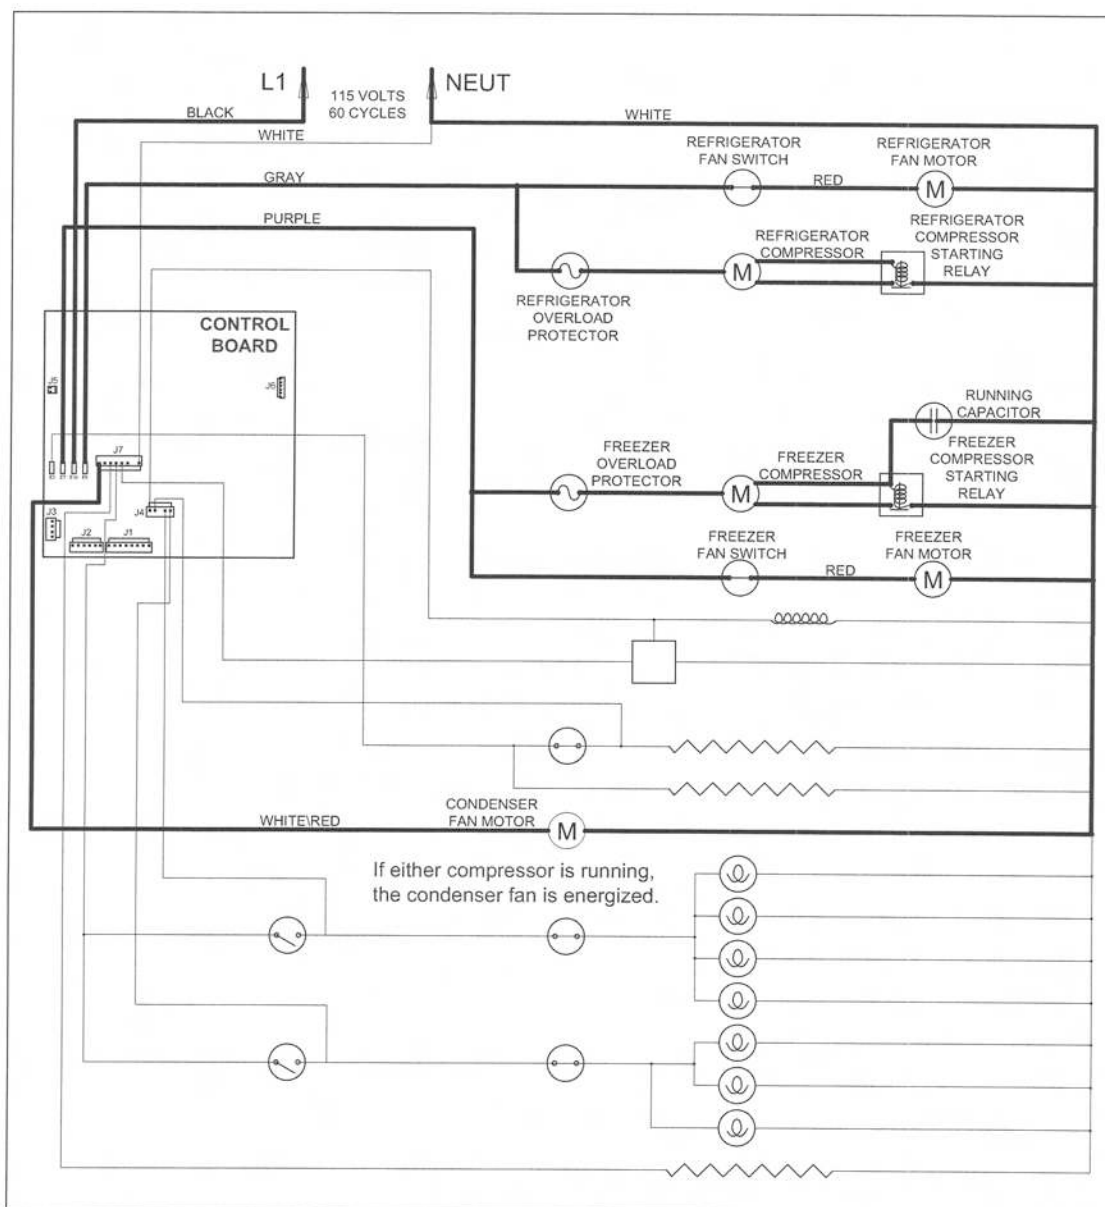 L1
NEUT
115 VOLTS
60 CYCLES
BLACK
WHITE
WHITE
REFRIGERATOR
FAN SWITCH
REFRIGERATOR
FAN MOTOR
GRAY
RED
M
PURPLE
REFRIGERATOR
COMPRESSOR
REFRIGERATOR
COMPRESSOR
STARTING
RELAY
M
REFRIGERATOR
OVERLOAD
PROTECTOR
CONTROL
BOARD
J5
J6
J7
RUNNING
CAPACITOR
FREEZER
OVERLOAD
PROTECTOR
FREEZER
COMPRESSOR
FREEZER
COMPRESSOR
STARTING
RELAY
M
J3
J4
J2
J1
FREEZER
FAN SWITCH
FREEZER
FAN MOTOR
RED
M
WHITE\RED
CONDENSER
FAN MOTOR
M
If either compressor is running,
the condenser fan is energized.